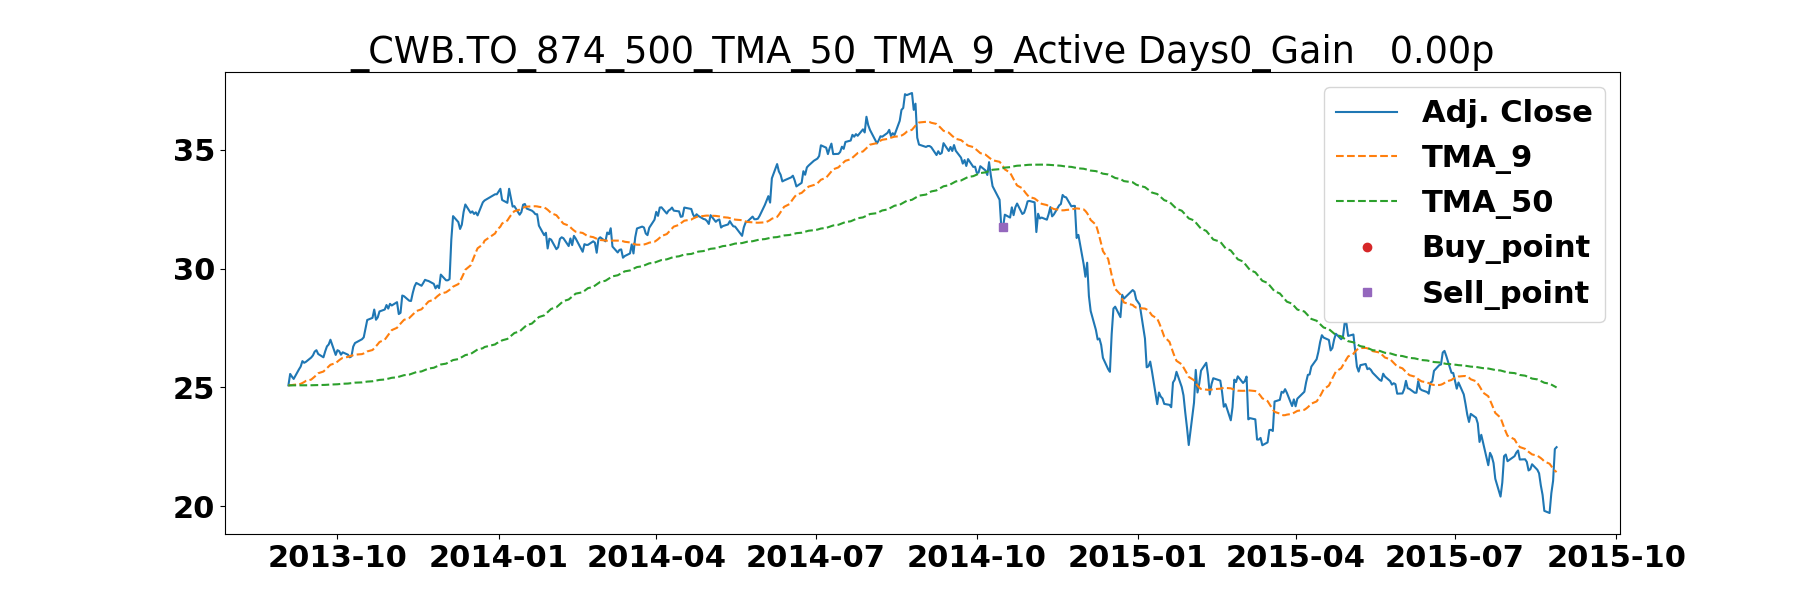 _CWB.TO_874_500_TMA_50_TMA_9_Active Days0_Gain   0.00p
Adj. Close
TMA_9
TMA_50
Buy_point
Sell_point
35
30
25
20
2013-10 2014-01 2014-04 2014-07 2014-10 2015-01 2015-04 2015-07 2015-10